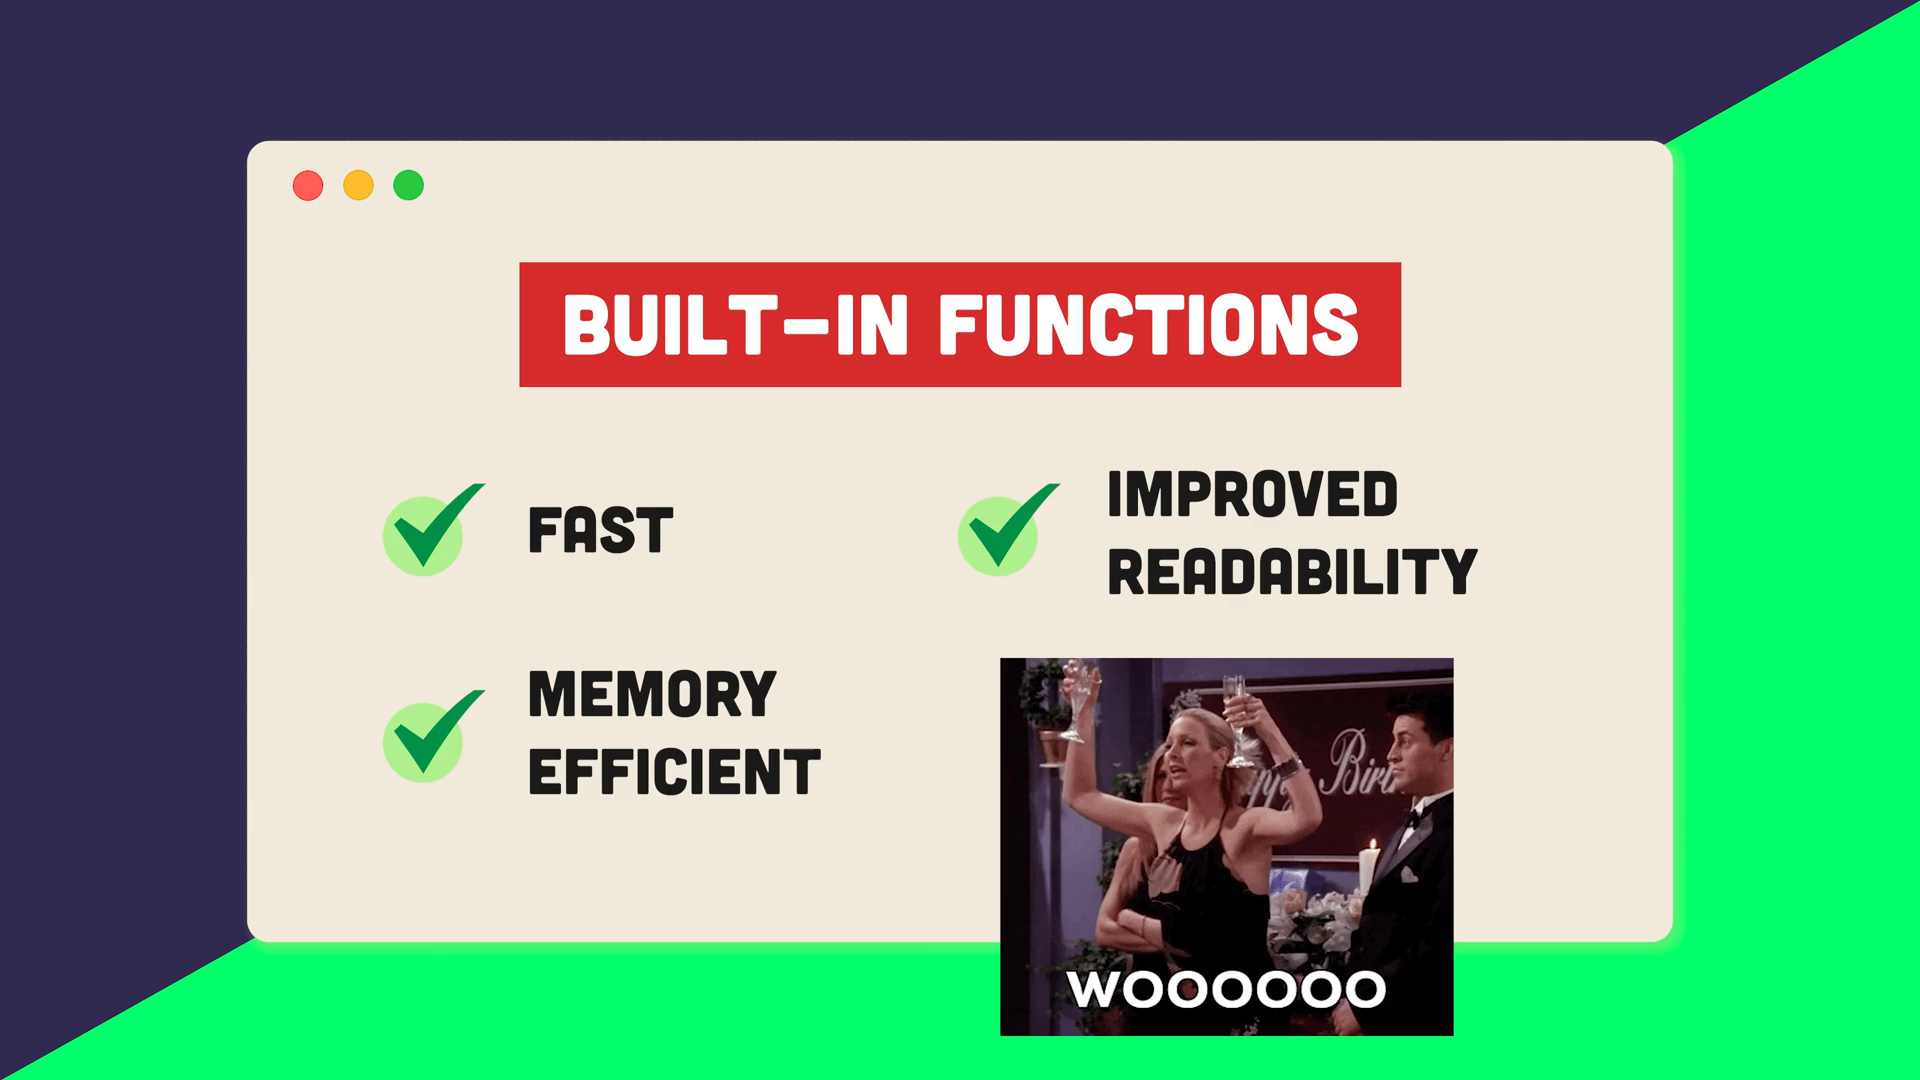 BUILT-IN FUNCTIONS
FAST
IMPROVED
READABILITY
MEMORY
EFFICIENT
WOOOOOO